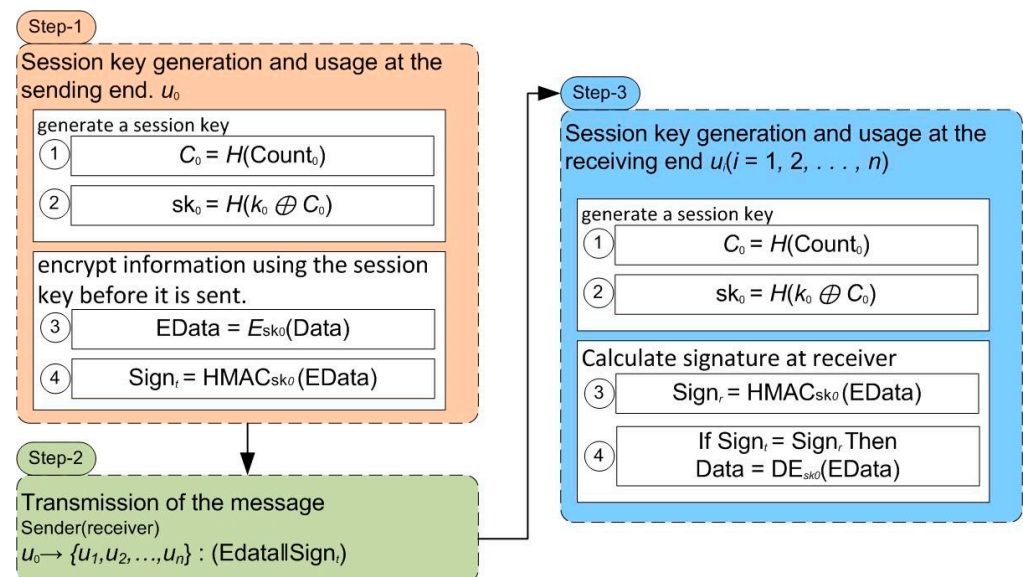 Step-1
Session key generation and usage at the
sending end. u₀
generate a session key
1
C₀ = H(Count₀)
2
sk₀ = H(k₀ ⊕ C₀)
encrypt information using the session
key before it is sent.
3
EData = Esk₀(Data)
4
Signₜ = HMACsk₀(EData)
Step-2
Transmission of the message
Sender(receiver)
u₀→ {u₁,u₂,...,uₙ} : (Edata‖Signₜ)
Step-3
Session key generation and usage at the
receiving end uᵢ(i = 1, 2, . . . , n)
generate a session key
1
C₀ = H(Count₀)
2
sk₀ = H(k₀ ⊕ C₀)
Calculate signature at receiver
3
Signᵣ = HMACsk₀(EData)
4
If Signₜ = Signᵣ Then
Data = DEsk₀(EData)